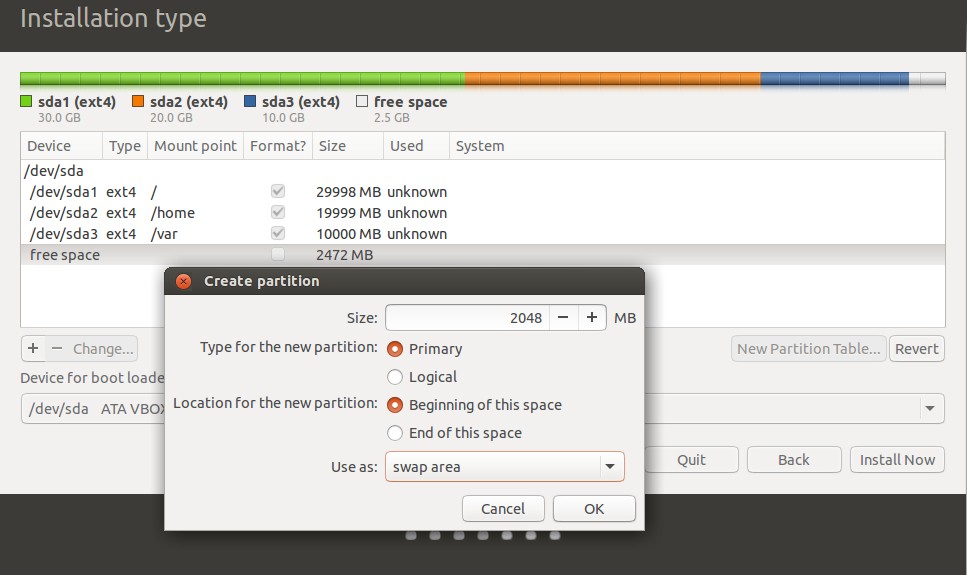 Installation type
sda1 (ext4) sda2 (ext4) sda3 (ext4) free space
30.0 GB 20.0 GB 10.0 GB 2.5 GB
Device Type Mount point Format? Size Used System
/dev/sda
/dev/sda1 ext4 / 29998 MB unknown
/dev/sda2 ext4 /home 19999 MB unknown
/dev/sda3 ext4 /var 10000 MB unknown
free space 2472 MB
Create partition
Size: 2048 − + MB
+ − Change... New Partition Table... Revert
Type for the new partition: Primary
Logical
Device for boot loade
Location for the new partition: Beginning of this space
/dev/sda ATA VBOX
End of this space
Use as: swap area
Quit Back Install Now
Cancel OK